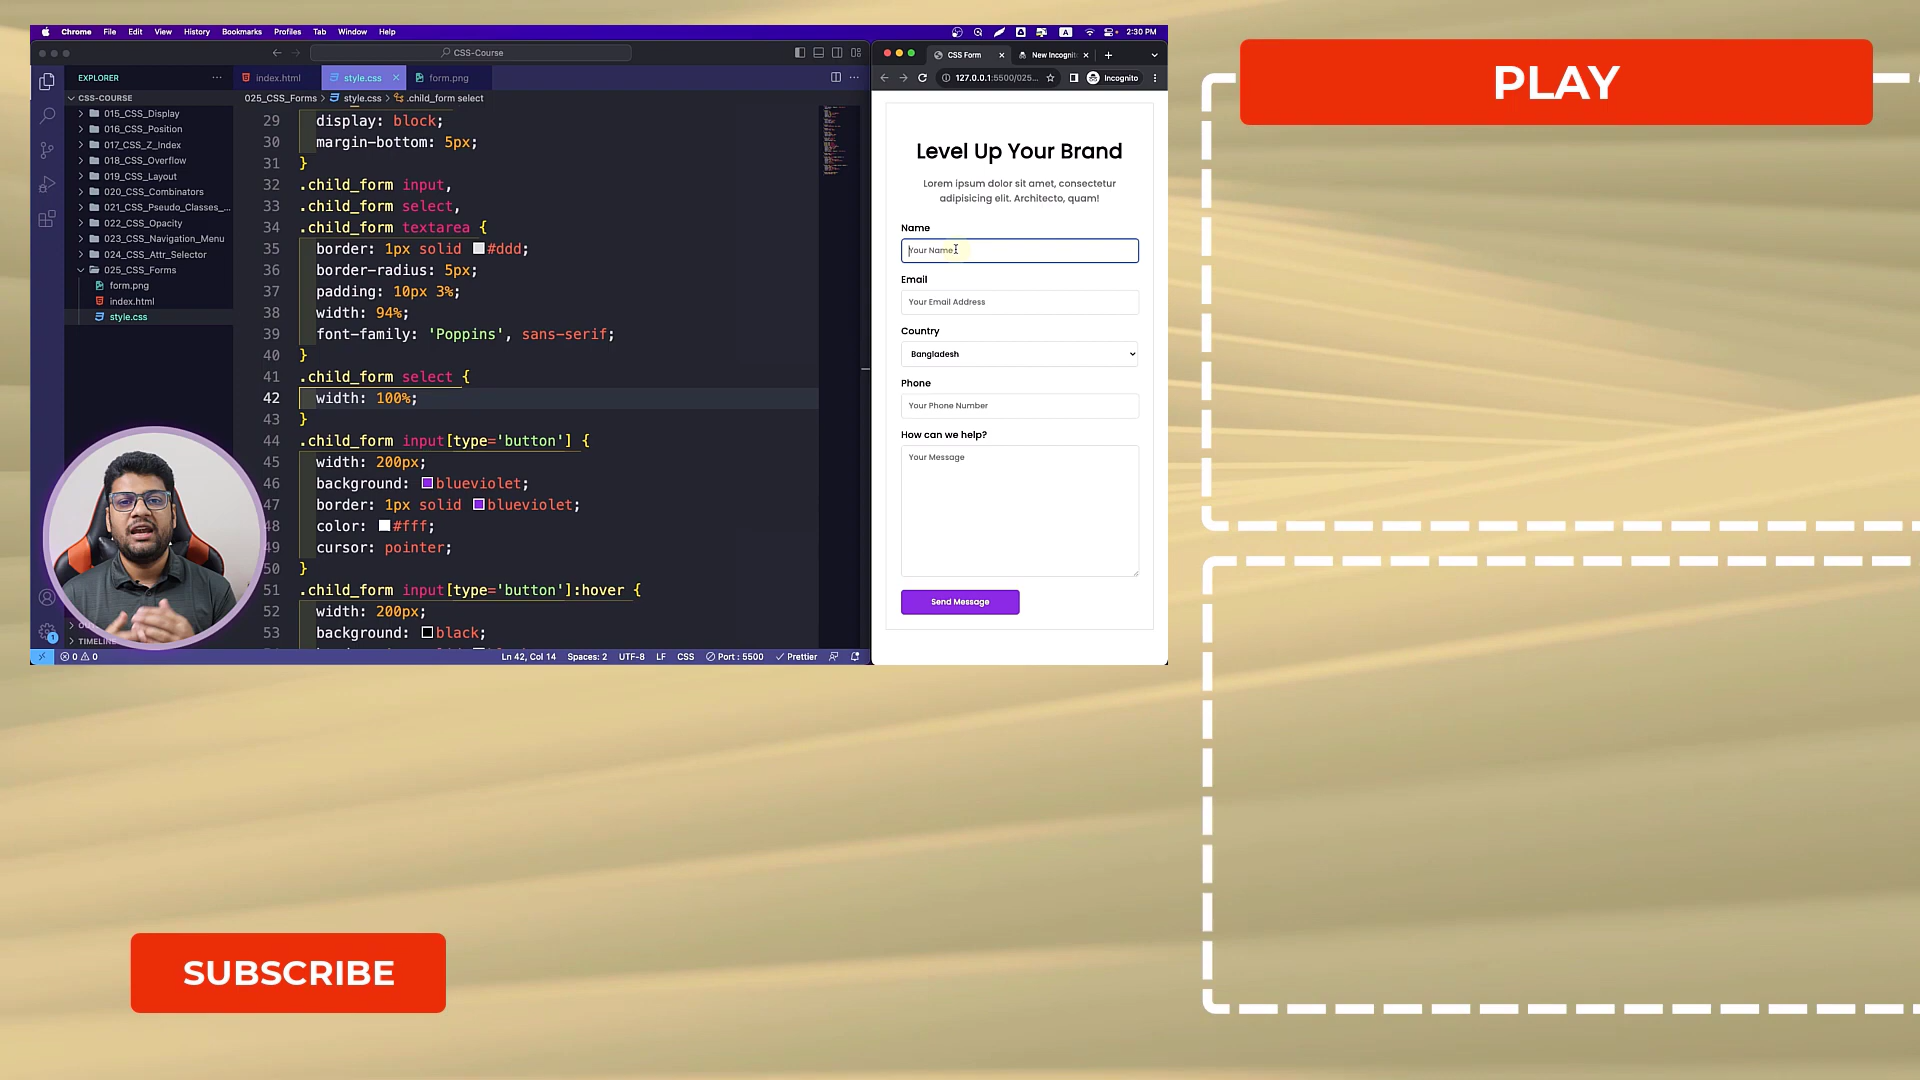 Chrome File Edit View History Bookmarks Profiles Tab Window Help 2:30 PM
CSS-Course
EXPLORER
index.html style.css form.png
CSS-COURSE
025_CSS_Forms > style.css > .child_form select
015_CSS_Display
016_CSS_Position
017_CSS_Z_Index
018_CSS_Overflow
019_CSS_Layout
020_CSS_Combinators
021_CSS_Pseudo_Classes_...
022_CSS_Opacity
023_CSS_Navigation_Menu
024_CSS_Attr_Selector
025_CSS_Forms
form.png
index.html
style.css
TIMELINE
29 display: block;
30 margin-bottom: 5px;
31 }
32 .child_form input,
33 .child_form select,
34 .child_form textarea {
35 border: 1px solid #ddd;
36 border-radius: 5px;
37 padding: 10px 3%;
38 width: 94%;
39 font-family: 'Poppins', sans-serif;
40 }
41 .child_form select {
42 width: 100%;
43 }
44 .child_form input[type='button'] {
45 width: 200px;
46 background: blueviolet;
47 border: 1px solid blueviolet;
48 color: #fff;
49 cursor: pointer;
50 }
51 .child_form input[type='button']:hover {
52 width: 200px;
53 background: black;
0 0 Ln 42, Col 14 Spaces: 2 UTF-8 LF CSS Port : 5500 Prettier
CSS Form New Incognit
127.0.0.1:5500/025... Incognito
Level Up Your Brand
Lorem ipsum dolor sit amet, consectetur
adipisicing elit. Architecto, quam!
Name
Your Name
Email
Your Email Address
Country
Bangladesh
Phone
Your Phone Number
How can we help?
Your Message
Send Message
PLAY
SUBSCRIBE